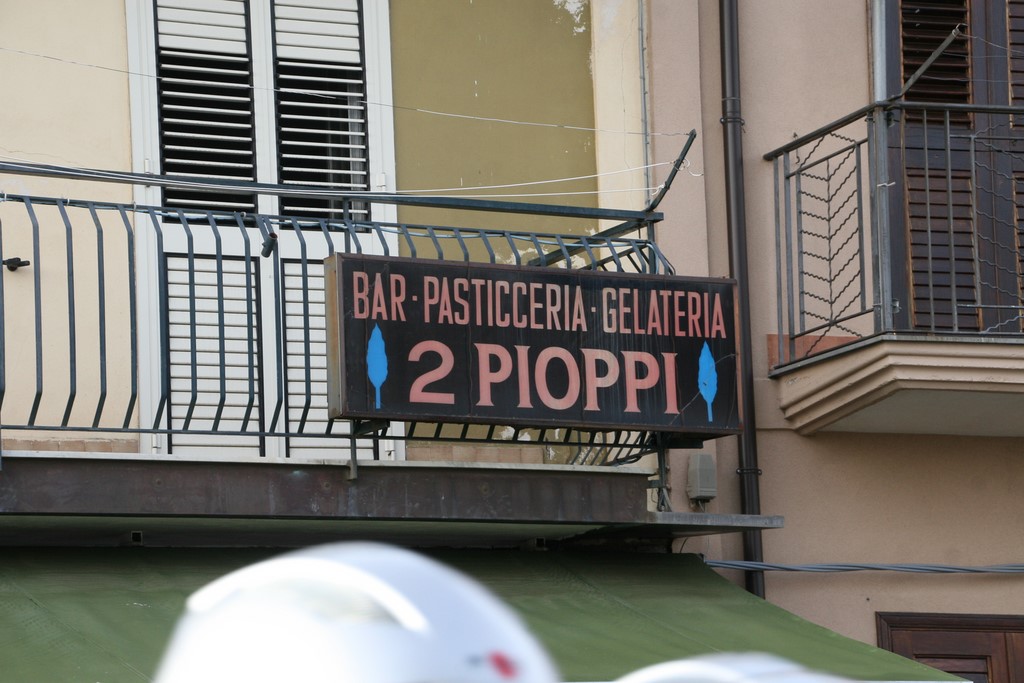 BAR · PASTICCERIA · GELATERIA
2 PIOPPI